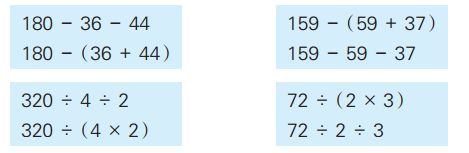 180 − 36 − 44
180 − (36 + 44)
159 − (59 + 37)
159 − 59 − 37
320 ÷ 4 ÷ 2
320 ÷ (4 × 2)
72 ÷ (2 × 3)
72 ÷ 2 ÷ 3